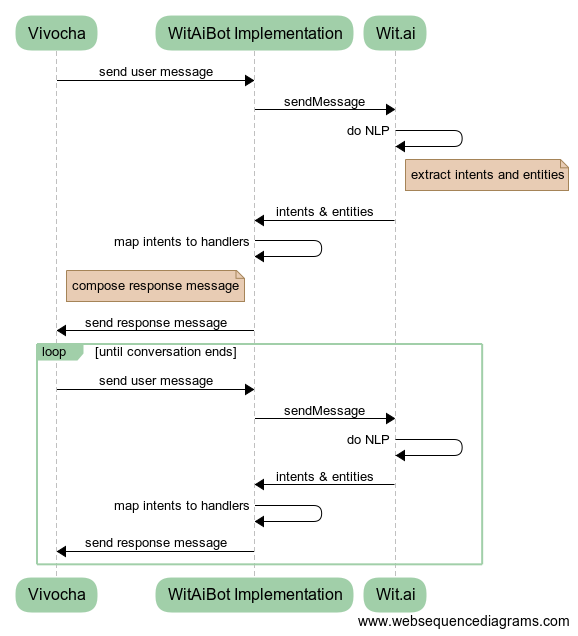 Vivocha
WitAiBot Implementation
Wit.ai
send user message
sendMessage
do NLP
extract intents and entities
intents & entities
map intents to handlers
compose response message
send response message
loop
[until conversation ends]
send user message
sendMessage
do NLP
intents & entities
map intents to handlers
send response message
Vivocha
WitAiBot Implementation
Wit.ai
www.websequencediagrams.com